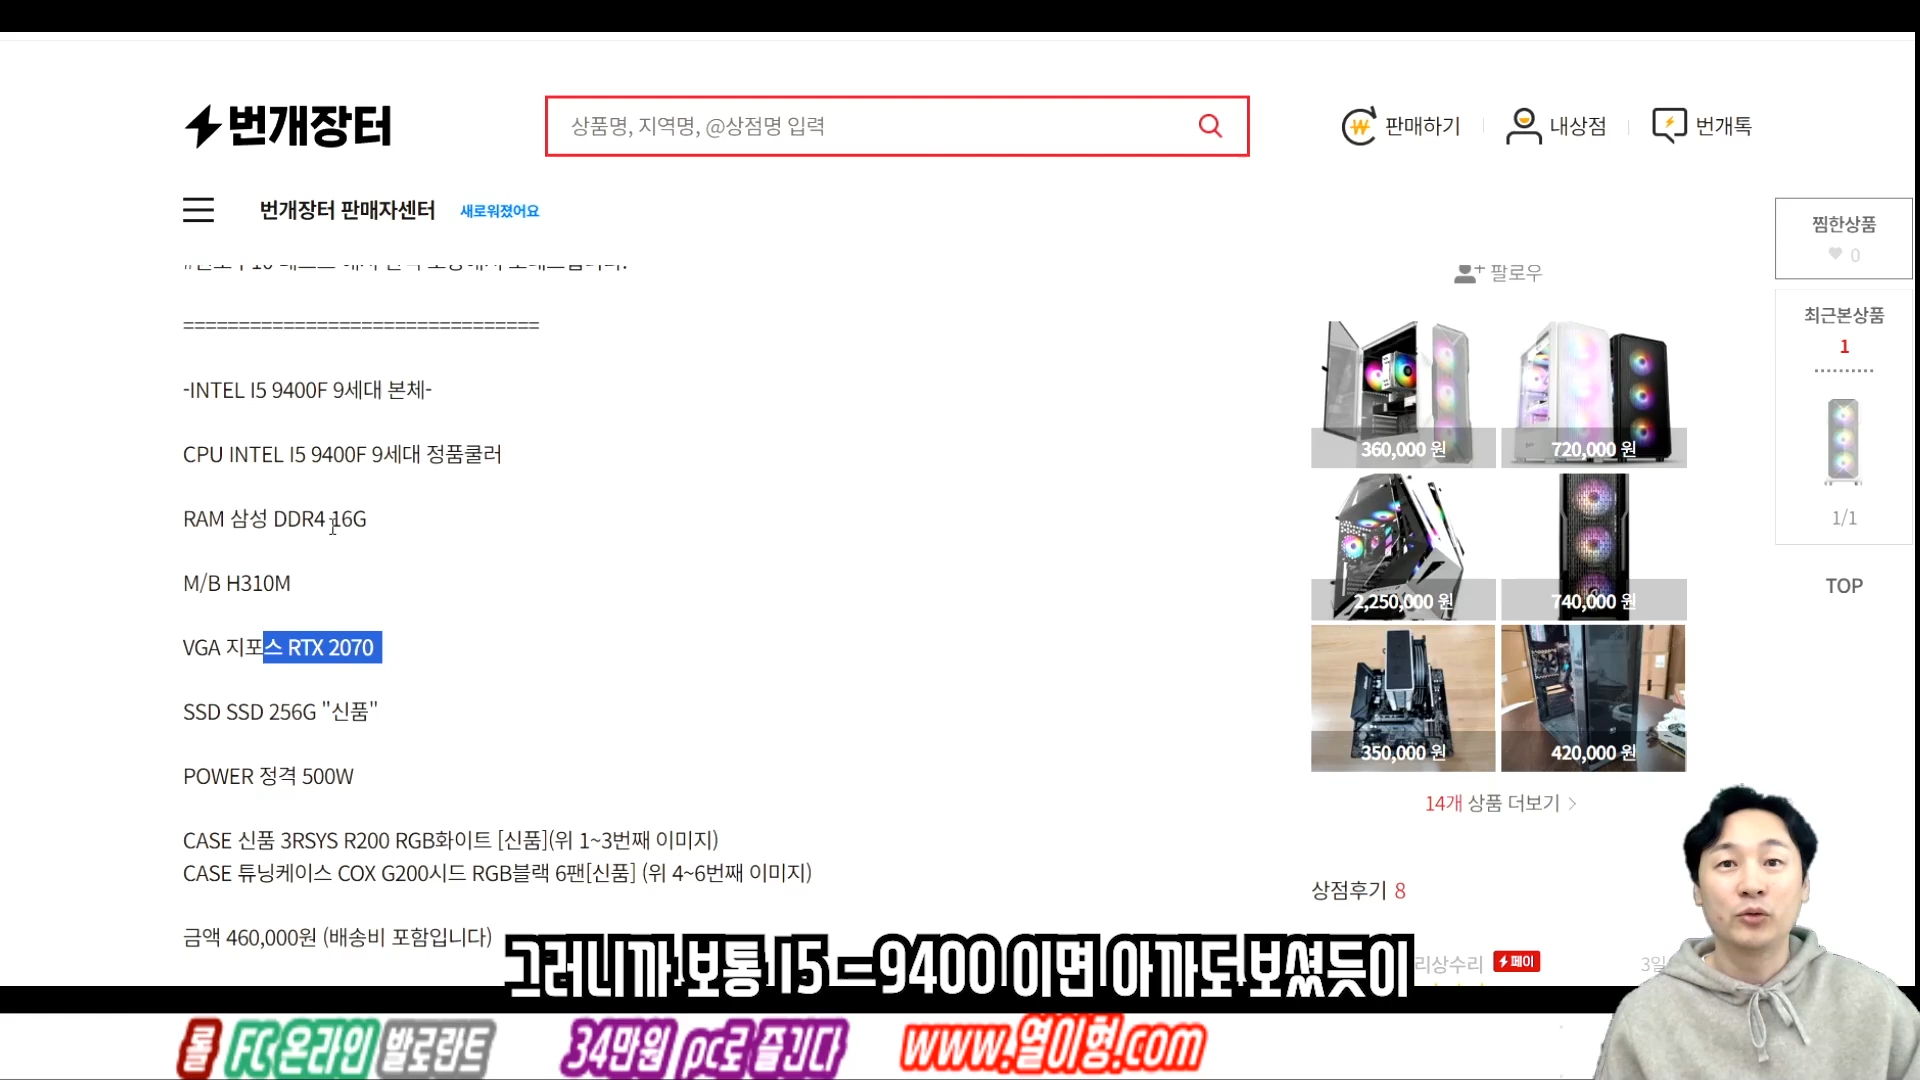 번개장터
상품명, 지역명, @상점명 입력
판매하기
내상점
번개톡
번개장터 판매자센터
새로워졌어요
찜한상품
0
팔로우
최근본상품
1
1/1
TOP
================================
-INTEL I5 9400F 9세대 본체-
CPU INTEL I5 9400F 9세대 정품쿨러
RAM 삼성 DDR4 16G
M/B H310M
VGA 지포스 RTX 2070
SSD SSD 256G "신품"
POWER 정격 500W
CASE 신품 3RSYS R200 RGB화이트 [신품](위 1~3번째 이미지)
CASE 튜닝케이스 COX G200시드 RGB블랙 6팬[신품] (위 4~6번째 이미지)
금액 460,000원 (배송비 포함입니다)
360,000 원
720,000 원
2,250,000 원
740,000 원
350,000 원
420,000 원
14개 상품 더보기 >
상점후기 8
리상수리
페이
3일
그러니까 보통 I5 -9400 이면 아까도 보셨듯이
롤 FC온라인 발로란트
34만원 pc로 즐긴다
www.열이형.com